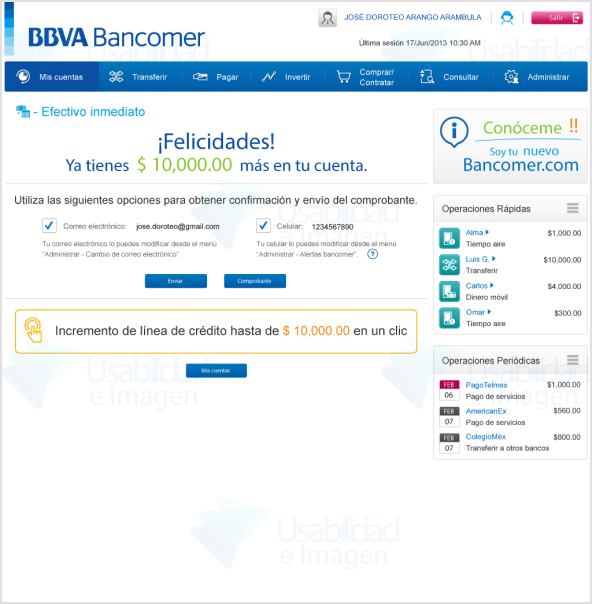 JOSÉ DOROTEO ARANGO ARAMBULA
Salir
BBVA Bancomer
Última sesión 17/Jun/2013 10:30 AM
Mis cuentas
Transferir
Pagar
Invertir
Comprar/
Contratar
Consultar
Administrar
- Efectivo inmediato
¡Felicidades!
Ya tienes $ 10,000.00 más en tu cuenta.
Utiliza las siguientes opciones para obtener confirmación y envío del comprobante.
Correo electrónico: jose.doroteo@gmail.com
Tu correo electrónico lo puedes modificar desde el menú
"Administrar - Cambio de correo electrónico".
Celular: 1234567890
Tu celular lo puedes modificar desde el menú
"Administrar - Alertas bancomer". ?
Enviar
Comprobante
Incremento de línea de crédito hasta de $ 10,000.00 en un clic
Mis cuentas
Conóceme !!
Soy tu nuevo
Bancomer.com
Operaciones Rápidas
Alma $1,000.00
Tiempo aire
Luis G. $10,000.00
Transferir
Carlos $4,000.00
Dinero móvil
Omar $300.00
Tiempo aire
Operaciones Periódicas
FEB PagoTelmex $1,000.00
06 Pago de servicios
FEB AmericanEx $560.00
07 Pago de servicios
FEB ColegioMéx $800.00
07 Transferir a otros bancos
Usabilidad
e Imagen
Usabilidad
e Imagen
Usabilidad
e Imagen